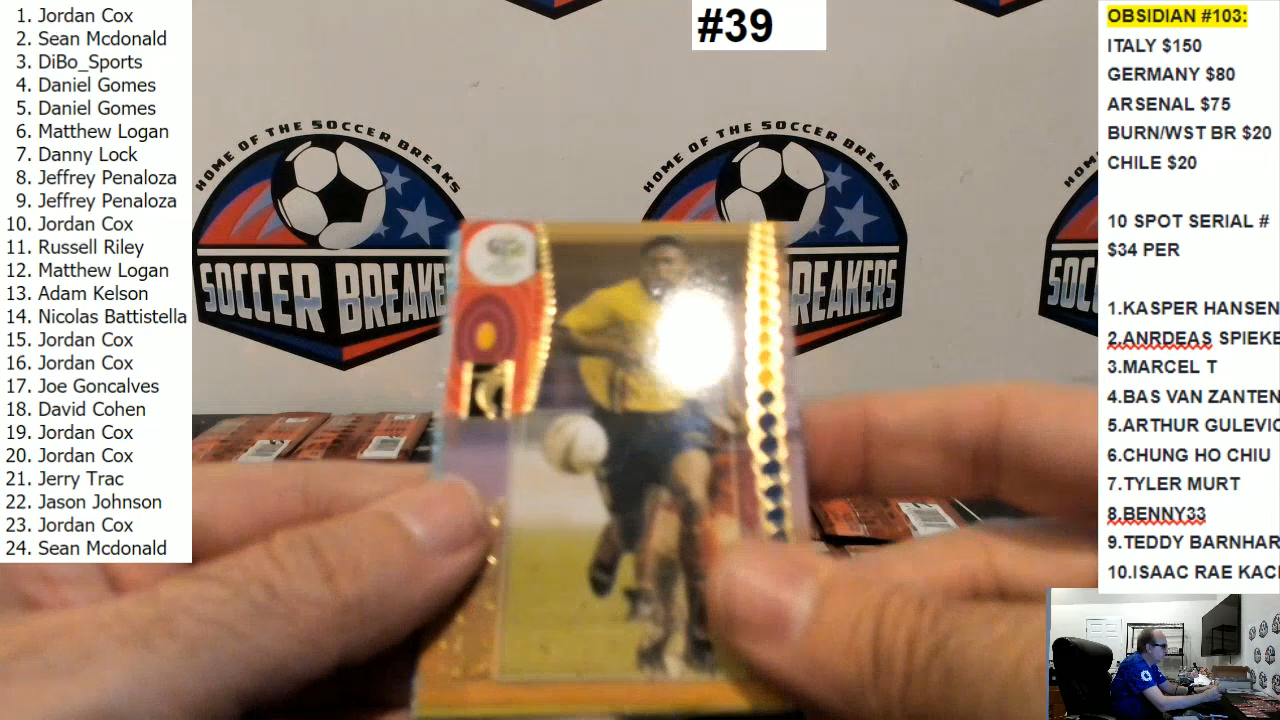 1. Jordan Cox
2. Sean Mcdonald
3. DiBo_Sports
4. Daniel Gomes
5. Daniel Gomes
6. Matthew Logan
7. Danny Lock
8. Jeffrey Penaloza
9. Jeffrey Penaloza
10. Jordan Cox
11. Russell Riley
12. Matthew Logan
13. Adam Kelson
14. Nicolas Battistella
15. Jordan Cox
16. Jordan Cox
17. Joe Goncalves
18. David Cohen
19. Jordan Cox
20. Jordan Cox
21. Jerry Trac
22. Jason Johnson
23. Jordan Cox
24. Sean Mcdonald
#39
HOME OF THE SOCCER BREAKS
SOCCER BREAKE
HOME OF THE SOCCER BREAKS
BREAKERS
HOM
SOC
OBSIDIAN #103:
ITALY $150
GERMANY $80
ARSENAL $75
BURN/WST BR $20
CHILE $20
10 SPOT SERIAL #
$34 PER
1.KASPER HANSEN
2.ANRDEAS SPIEKE
3.MARCEL T
4.BAS VAN ZANTEN
5.ARTHUR GULEVIC
6.CHUNG HO CHIU
7.TYLER MURT
8.BENNY33
9.TEDDY BARNHAR
10.ISAAC RAE KACI